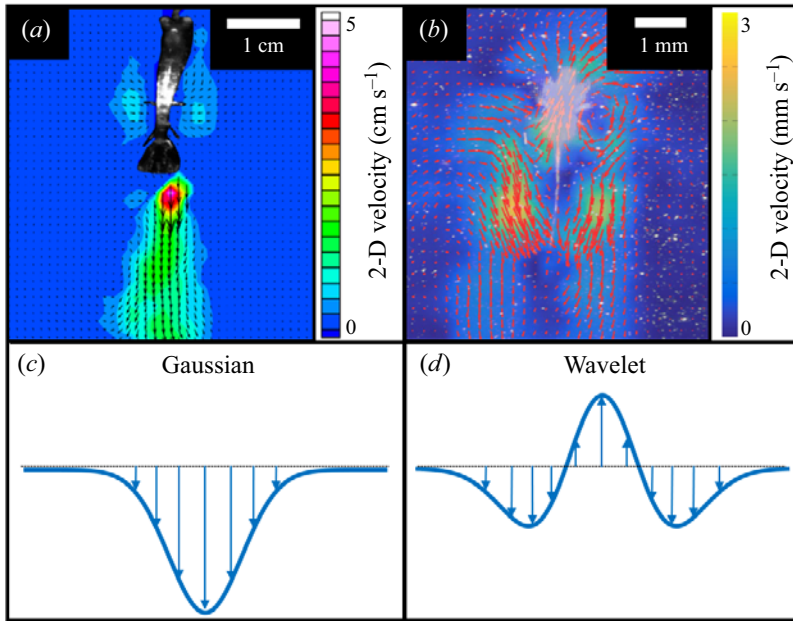 (a)
1 cm
5
0
2-D velocity (cm s⁻¹)
(b)
1 mm
3
0
2-D velocity (mm s⁻¹)
(c)
Gaussian
(d)
Wavelet